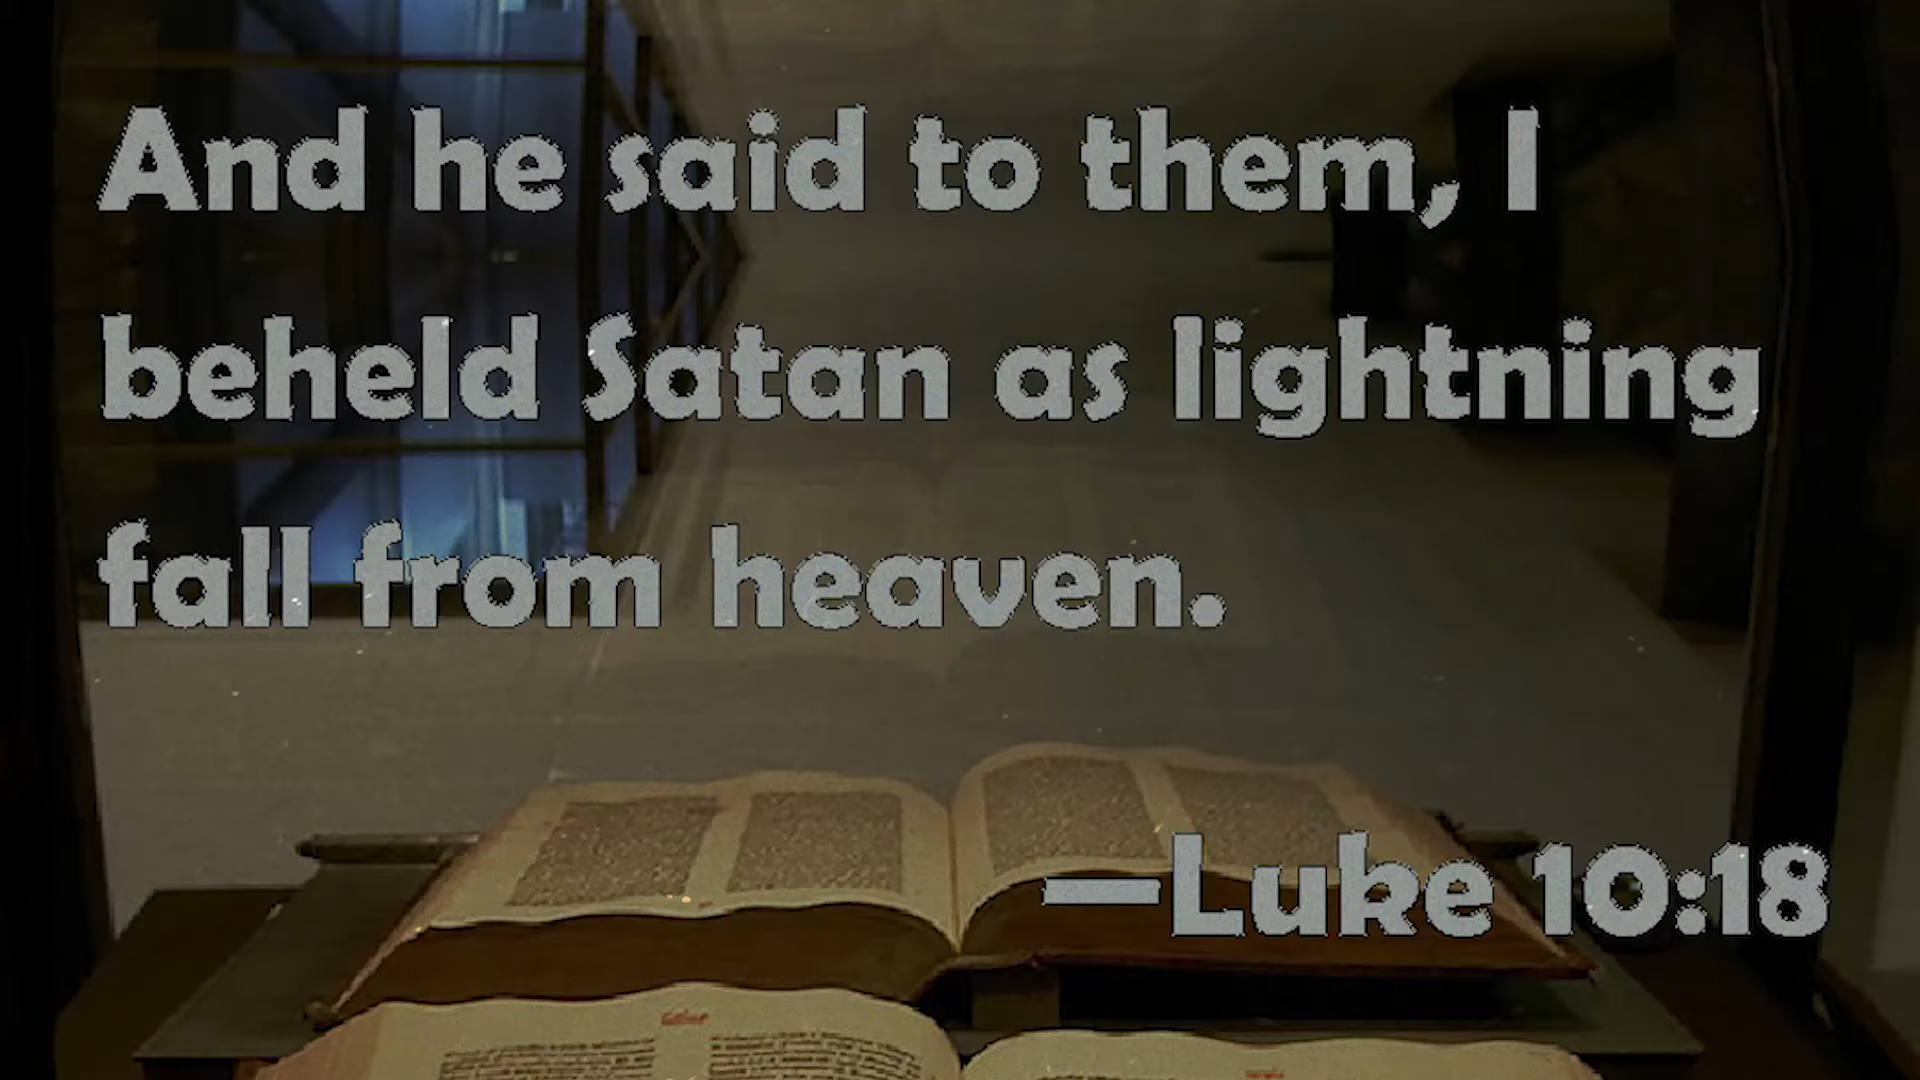 And he said to them, I
beheld Satan as lightning
fall from heaven.
—Luke 10:18